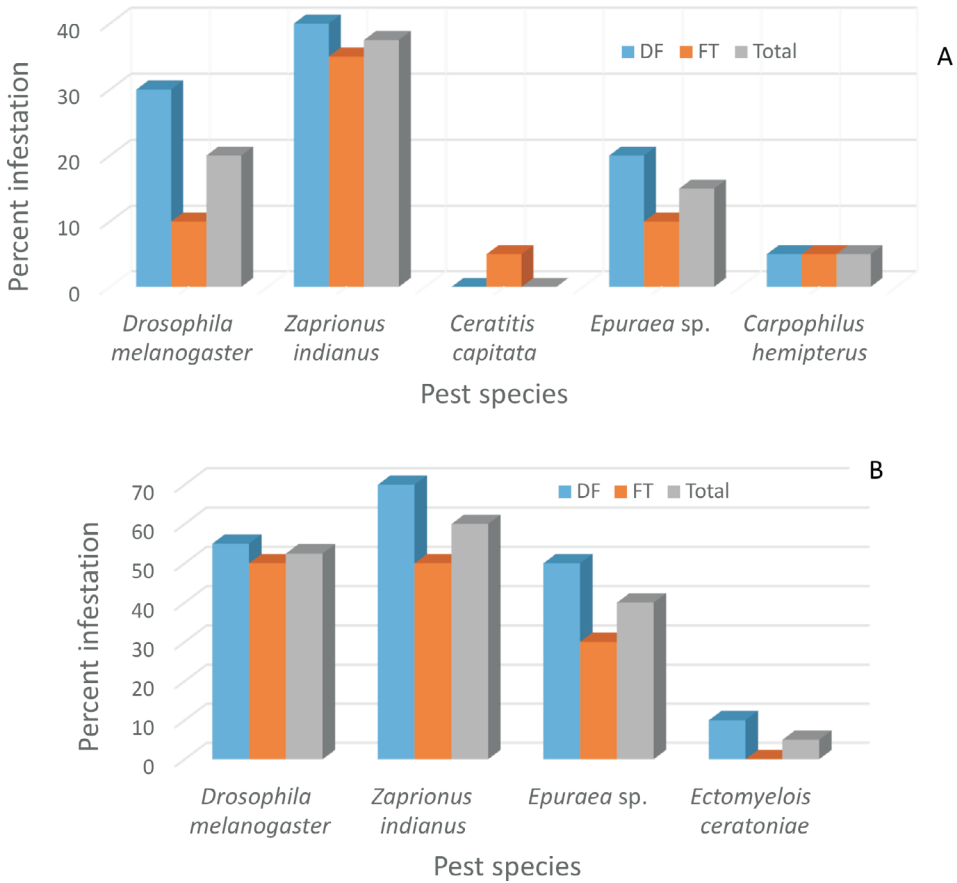 A
DF FT Total
Percent infestation
40
30
20
10
0
Drosophila melanogaster
Zaprionus indianus
Ceratitis capitata
Epuraea sp.
Carpophilus hemipterus
Pest species
B
DF FT Total
Percent infestation
70
60
50
40
30
20
10
0
Drosophila melanogaster
Zaprionus indianus
Epuraea sp.
Ectomyelois ceratoniae
Pest species